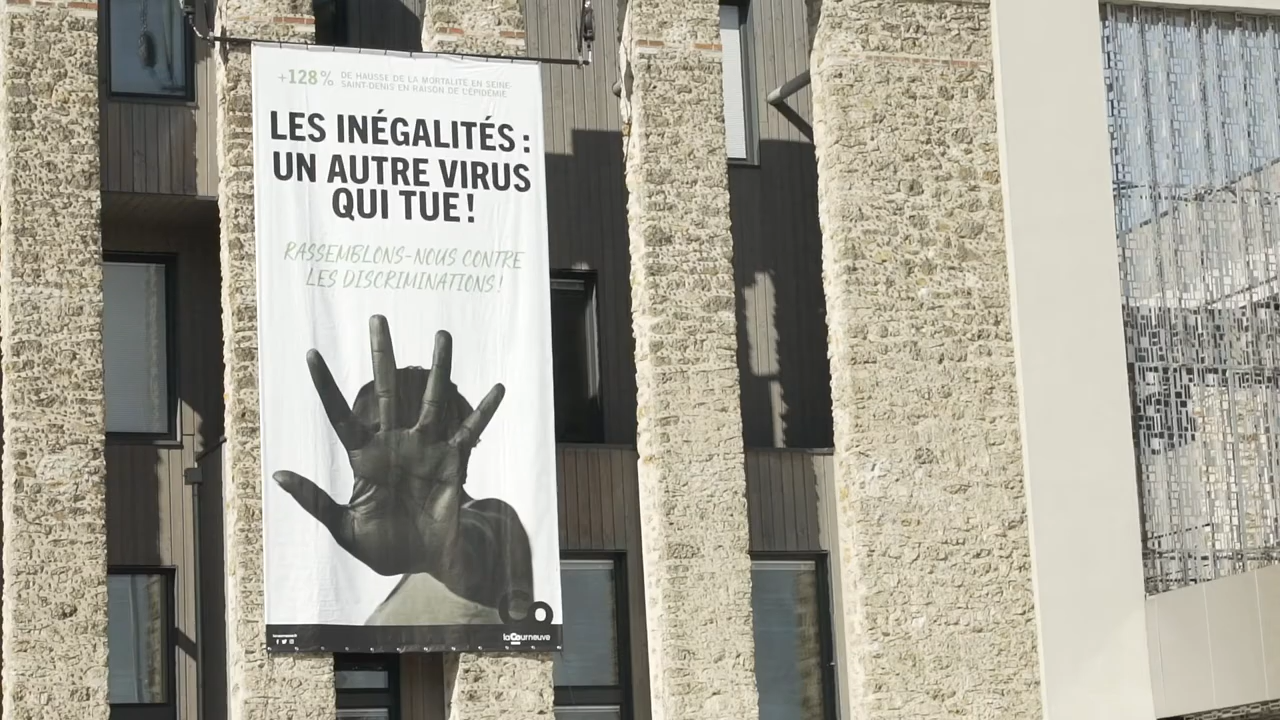 +128% DE HAUSSE DE LA MORTALITÉ EN SEINE-
SAINT-DENIS EN RAISON DE L'ÉPIDÉMIE
LES INÉGALITÉS :
UN AUTRE VIRUS
QUI TUE !
RASSEMBLONS-NOUS CONTRE
LES DISCRIMINATIONS !
laCourneuve